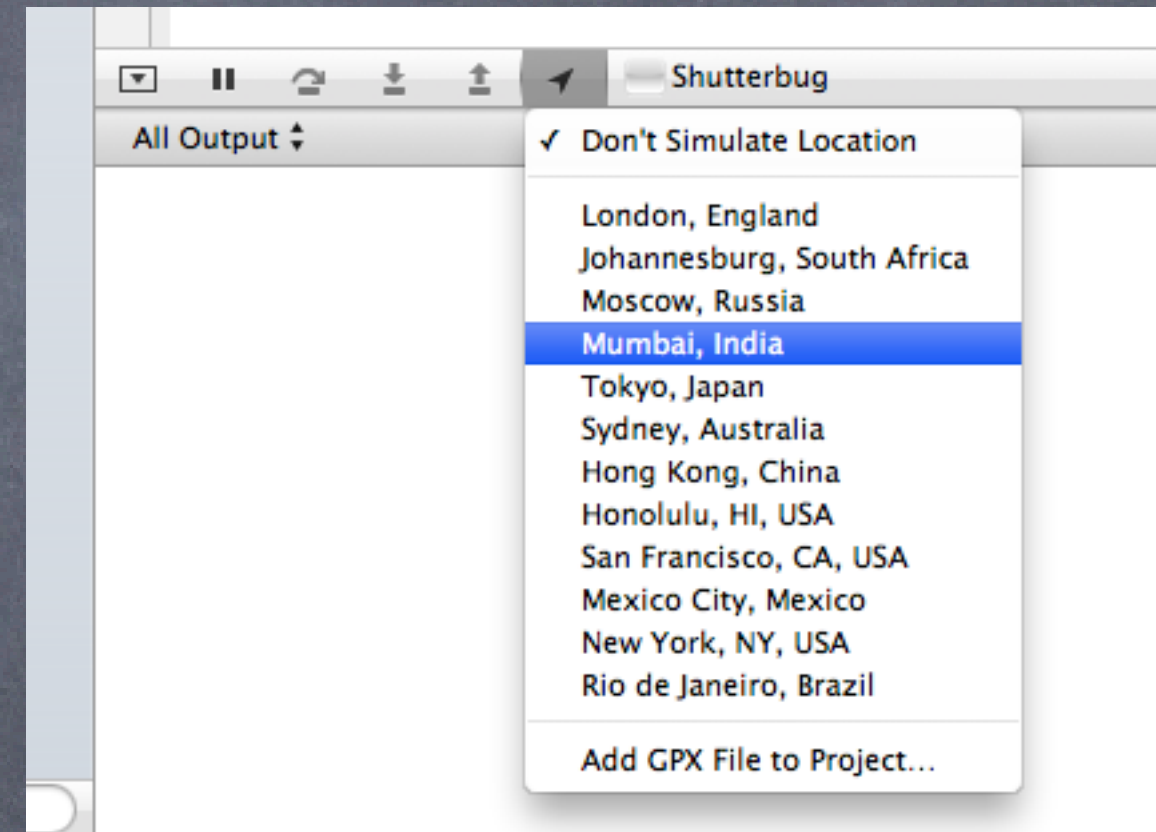 Shutterbug
All Output
✓ Don't Simulate Location
London, England
Johannesburg, South Africa
Moscow, Russia
Mumbai, India
Tokyo, Japan
Sydney, Australia
Hong Kong, China
Honolulu, HI, USA
San Francisco, CA, USA
Mexico City, Mexico
New York, NY, USA
Rio de Janeiro, Brazil
Add GPX File to Project...